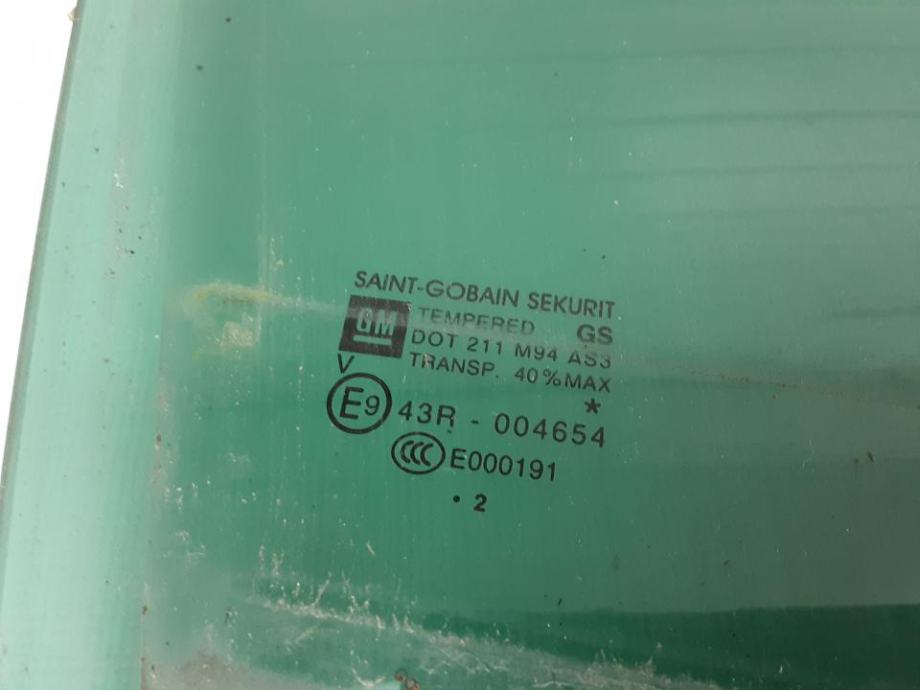 SAINT-GOBAIN SEKURIT
GM TEMPERED GS
DOT 211 M94 AS3
TRANSP. 40%MAX
V *
E9 43R - 004654
CCC E000191
. 2